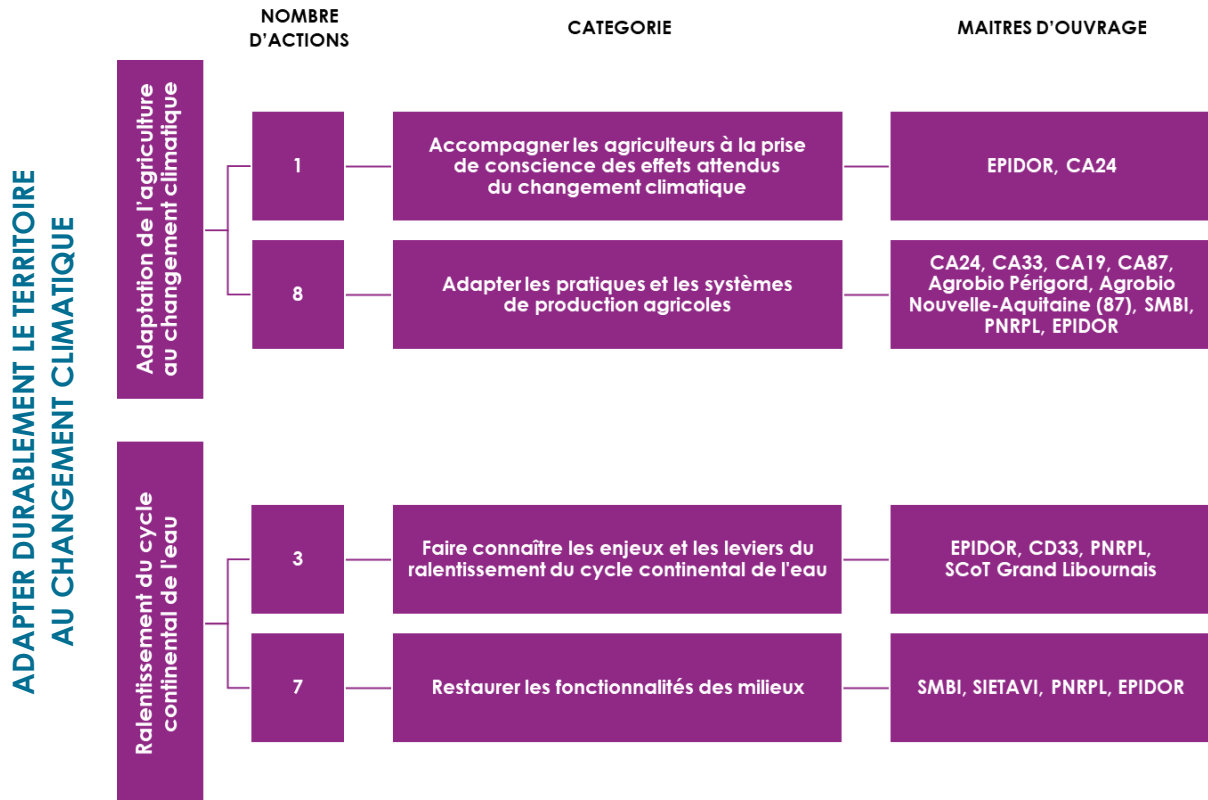 NOMBRE
D'ACTIONS
CATEGORIE
MAITRES D'OUVRAGE
ADAPTER DURABLEMENT LE TERRITOIRE
AU CHANGEMENT CLIMATIQUE
Adaptation de l'agriculture
au changement climatique
1
Accompagner les agriculteurs à la prise
de conscience des effets attendus
du changement climatique
EPIDOR, CA24
8
Adapter les pratiques et les systèmes
de production agricoles
CA24, CA33, CA19, CA87,
Agrobio Périgord, Agrobio
Nouvelle-Aquitaine (87), SMBI,
PNRPL, EPIDOR
Ralentissement du cycle
continental de l'eau
3
Faire connaître les enjeux et les leviers du
ralentissement du cycle continental de l'eau
EPIDOR, CD33, PNRPL,
SCoT Grand Libournais
7
Restaurer les fonctionnalités des milieux
SMBI, SIETAVI, PNRPL, EPIDOR